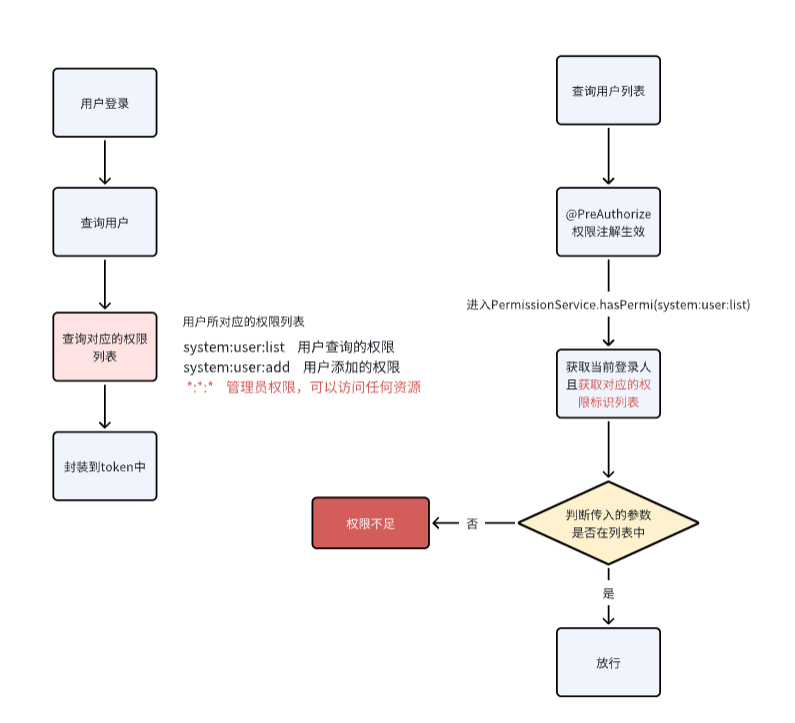 用户登录
查询用户
查询对应的权限
列表
封装到token中
用户所对应的权限列表
system:user:list 用户查询的权限
system:user:add 用户添加的权限
*:*:* 管理员权限，可以访问任何资源
查询用户列表
@PreAuthorize
权限注解生效
进入PermissionService.hasPermi(system:user:list)
获取当前登录人
且获取对应的权
限标识列表
判断传入的参数
是否在列表中
否
权限不足
是
放行